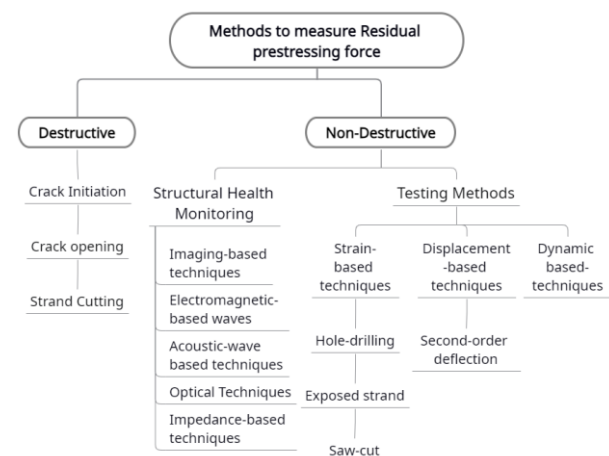 Methods to measure Residual
prestressing force
Destructive
Non-Destructive
Crack Initiation
Crack opening
Strand Cutting
Structural Health
Monitoring
Imaging-based
techniques
Electromagnetic-
based waves
Acoustic-wave
based techniques
Optical Techniques
Impedance-based
techniques
Testing Methods
Strain-
based
techniques
Hole-drilling
Exposed strand
Saw-cut
Displacement
-based
techniques
Second-order
deflection
Dynamic
based-
techniques